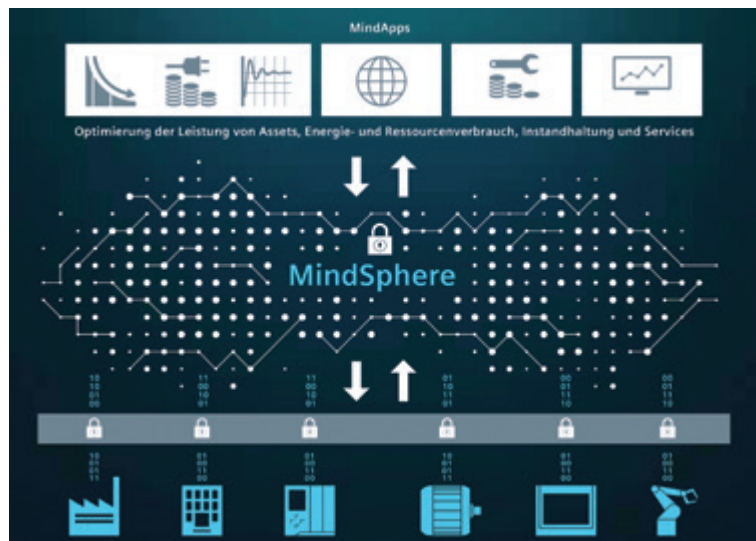 MindApps
Optimierung der Leistung von Assets, Energie- und Ressourcenverbrauch, Instandhaltung und Services
MindSphere